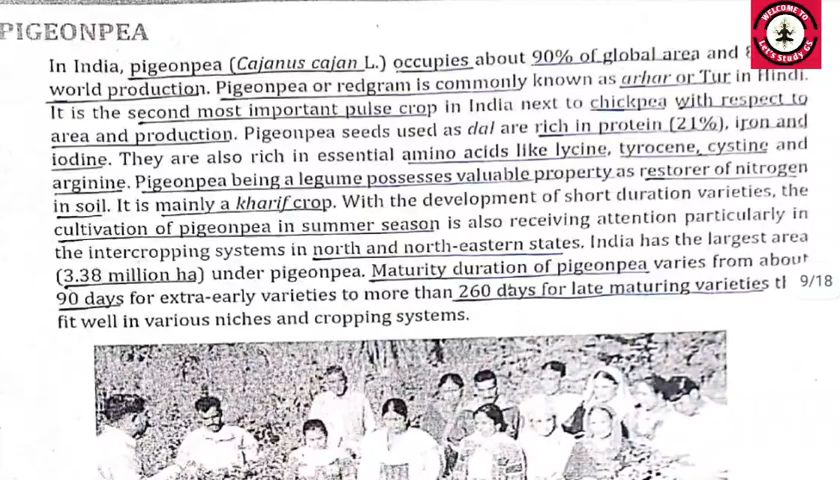 PIGEONPEA
WELCOME TO
Let's Study GS
In India, pigeonpea (Cajanus cajan L.) occupies about 90% of global area and
world production. Pigeonpea or redgram is commonly known as arhar or Tur in Hindi.
It is the second most important pulse crop in India next to chickpea with respect to
area and production. Pigeonpea seeds used as dal are rich in protein (21%), iron and
iodine. They are also rich in essential amino acids like lycine, tyrocene, cystine and
arginine. Pigeonpea being a legume possesses valuable property as restorer of nitrogen
in soil. It is mainly a kharif crop. With the development of short duration varieties, the
cultivation of pigeonpea in summer season is also receiving attention particularly in
the intercropping systems in north and north-eastern states. India has the largest area
(3.38 million ha) under pigeonpea. Maturity duration of pigeonpea varies from about
90 days for extra-early varieties to more than 260 days for late maturing varieties
9/18
fit well in various niches and cropping systems.